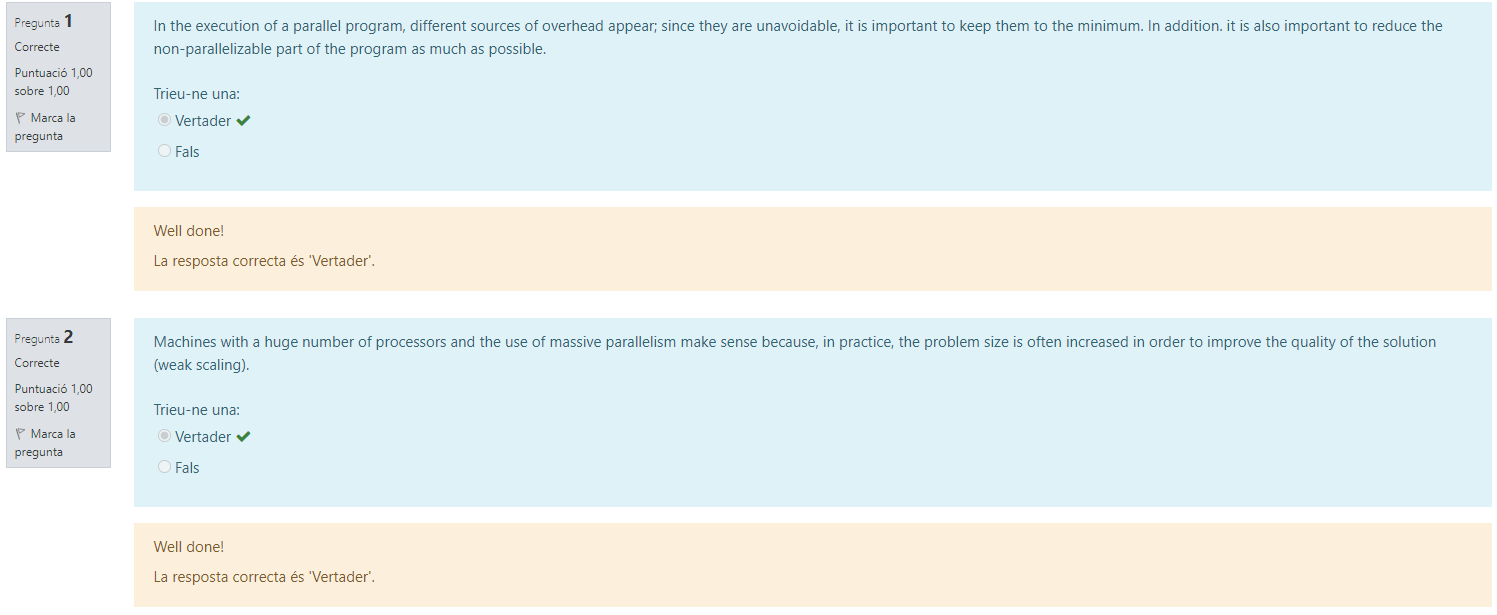 Pregunta 1
Correcte
Puntuació 1,00
sobre 1,00
Marca la
pregunta
In the execution of a parallel program, different sources of overhead appear; since they are unavoidable, it is important to keep them to the minimum. In addition. it is also important to reduce the
non-parallelizable part of the program as much as possible.
Trieu-ne una:
Vertader
Fals
Well done!
La resposta correcta és 'Vertader'.
Pregunta 2
Correcte
Puntuació 1,00
sobre 1,00
Marca la
pregunta
Machines with a huge number of processors and the use of massive parallelism make sense because, in practice, the problem size is often increased in order to improve the quality of the solution
(weak scaling).
Trieu-ne una:
Vertader
Fals
Well done!
La resposta correcta és 'Vertader'.